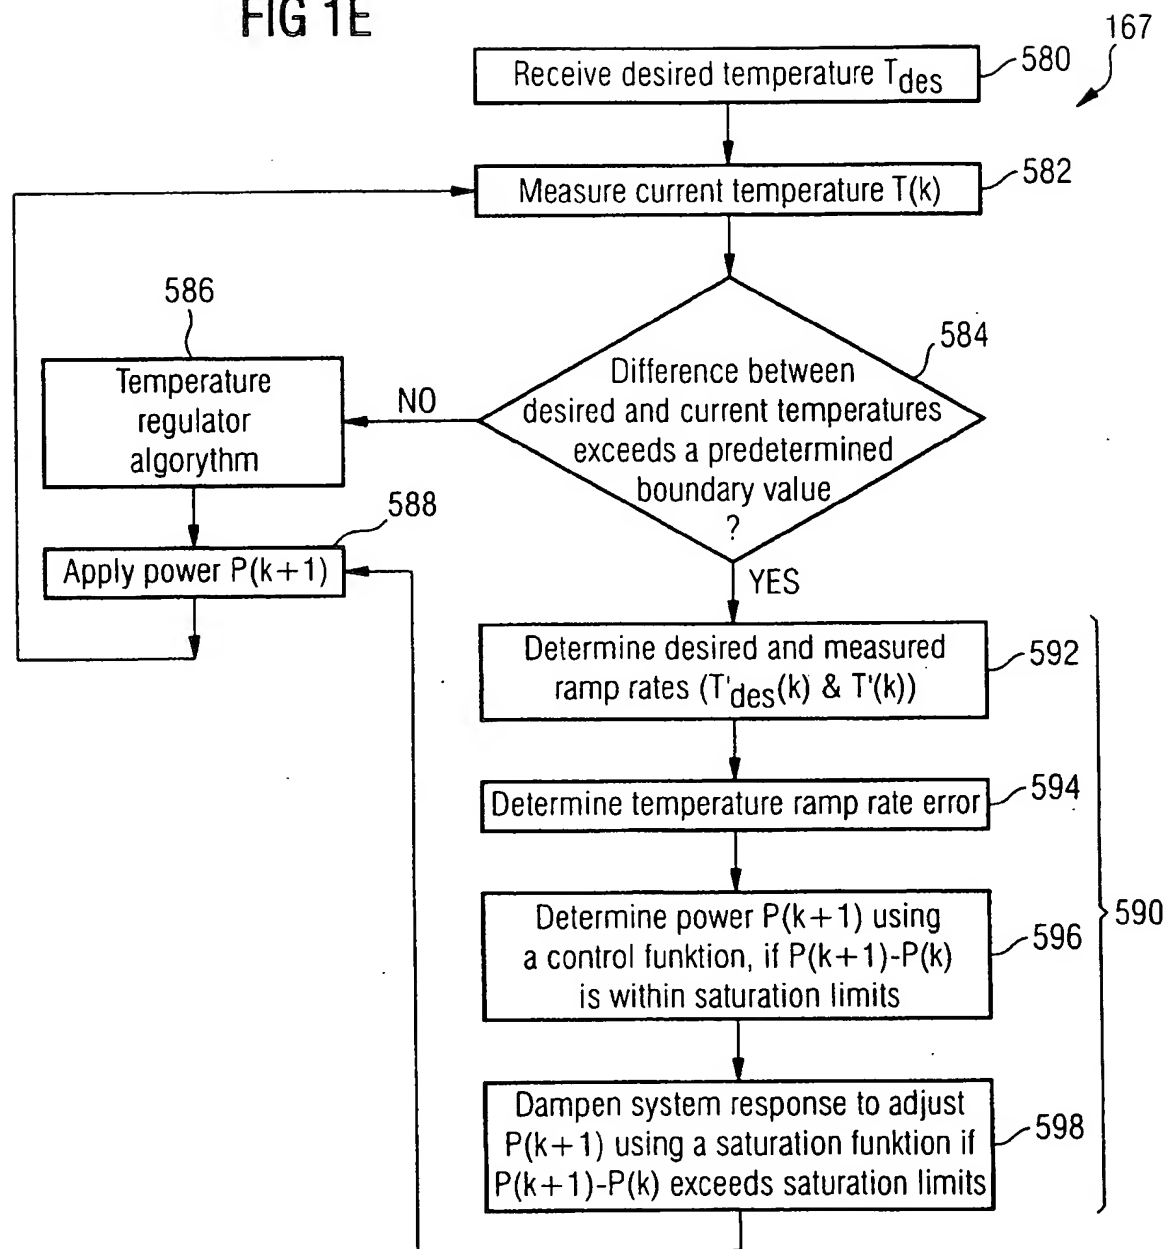 FIG 1E
167
Receive desired temperature Tdes
580
Measure current temperature T(k)
582
586
584
Difference between
desired and current temperatures
exceeds a predetermined
boundary value
?
NO
Temperature
regulator
algorythm
588
Apply power P(k+1)
YES
Determine desired and measured
ramp rates (T'des(k) & T'(k))
592
Determine temperature ramp rate error
594
Determine power P(k+1) using
a control funktion, if P(k+1)-P(k)
is within saturation limits
596
590
Dampen system response to adjust
P(k+1) using a saturation funktion if
P(k+1)-P(k) exceeds saturation limits
598